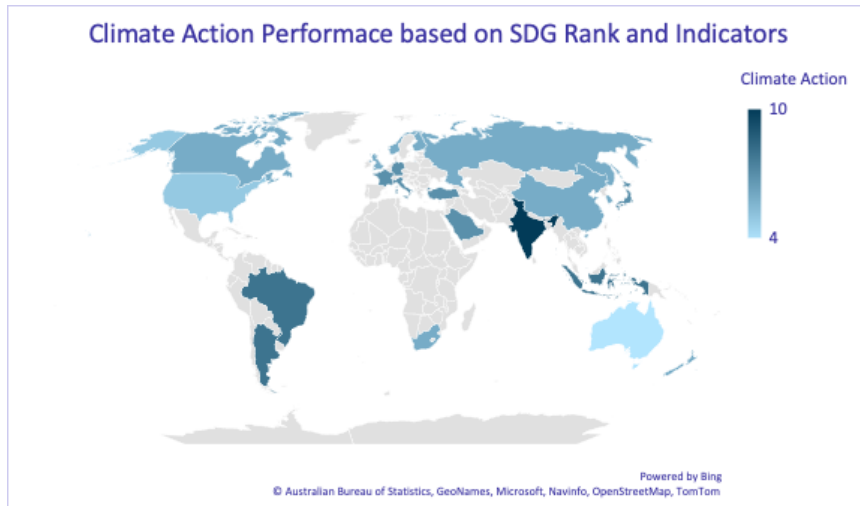 Climate Action Performace based on SDG Rank and Indicators
Climate Action
10
4
Powered by Bing
© Australian Bureau of Statistics, GeoNames, Microsoft, Navinfo, OpenStreetMap, TomTom